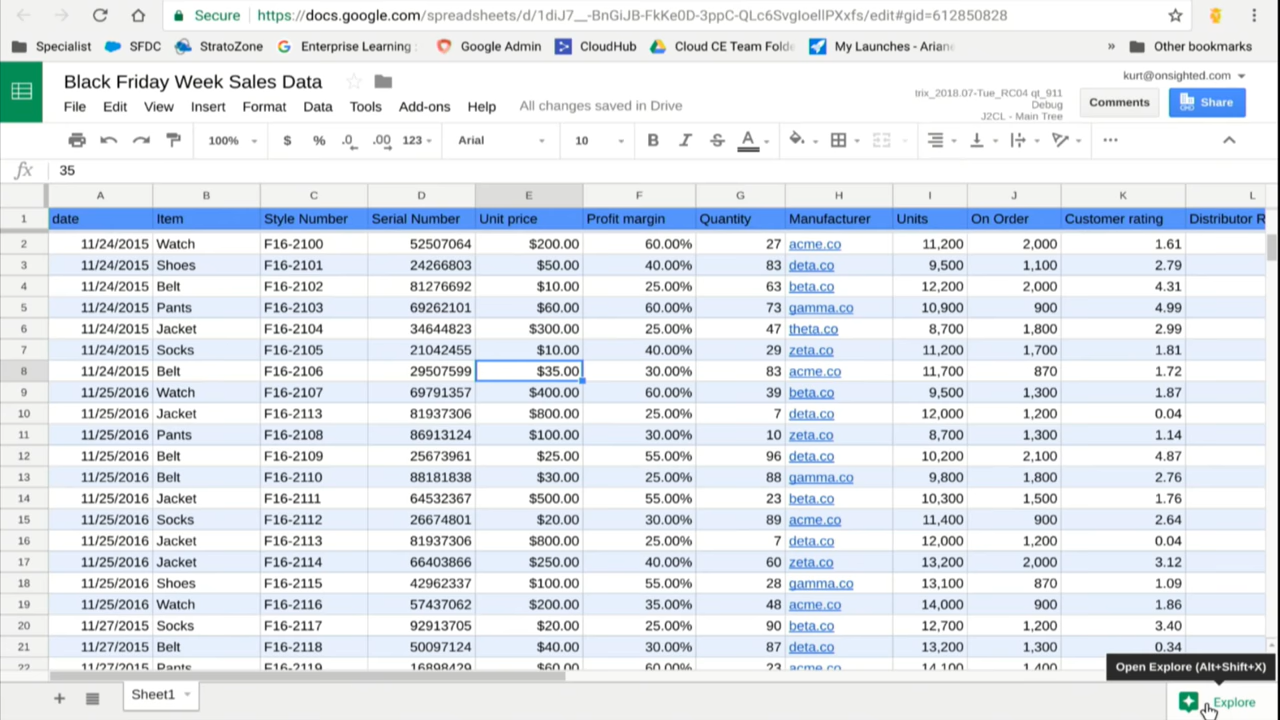 Secure https://docs.google.com/spreadsheets/d/1diJ7__-BnGiJB-FkKe0D-3ppC-QLc6SvgIoellPXxfs/edit#gid=612850828
Specialist SFDC StratoZone Enterprise Learning Google Admin CloudHub Cloud CE Team Folde My Launches - Ariane » Other bookmarks
Black Friday Week Sales Data
kurt@onsighted.com
File Edit View Insert Format Data Tools Add-ons Help All changes saved in Drive
trix_2018.07-Tue_RC04 qt_911
Debug
J2CL - Main Tree
Comments Share
100% $ % .0 .00 123 Arial 10 B I S A
fx 35
A B C D E F G H I J K L
1 date Item Style Number Serial Number Unit price Profit margin Quantity Manufacturer Units On Order Customer rating Distributor R
2 11/24/2015 Watch F16-2100 52507064 $200.00 60.00% 27 acme.co 11,200 2,000 1.61
3 11/24/2015 Shoes F16-2101 24266803 $50.00 40.00% 83 deta.co 9,500 1,100 2.79
4 11/24/2015 Belt F16-2102 81276692 $10.00 25.00% 63 beta.co 12,200 2,000 4.31
5 11/24/2015 Pants F16-2103 69262101 $60.00 60.00% 73 gamma.co 10,900 900 4.99
6 11/24/2015 Jacket F16-2104 34644823 $300.00 25.00% 47 theta.co 8,700 1,800 2.99
7 11/24/2015 Socks F16-2105 21042455 $10.00 40.00% 29 zeta.co 11,200 1,700 1.81
8 11/24/2015 Belt F16-2106 29507599 $35.00 30.00% 83 acme.co 11,700 870 1.72
9 11/25/2016 Watch F16-2107 69791357 $400.00 60.00% 39 beta.co 9,500 1,300 1.87
10 11/25/2016 Jacket F16-2113 81937306 $800.00 25.00% 7 deta.co 12,000 1,200 0.04
11 11/25/2016 Pants F16-2108 86913124 $100.00 30.00% 10 zeta.co 8,700 1,300 1.14
12 11/25/2016 Belt F16-2109 25673961 $25.00 55.00% 96 deta.co 10,200 2,100 4.87
13 11/25/2016 Belt F16-2110 88181838 $30.00 25.00% 88 gamma.co 9,800 1,800 2.76
14 11/25/2016 Jacket F16-2111 64532367 $500.00 55.00% 23 beta.co 10,300 1,500 1.76
15 11/25/2016 Socks F16-2112 26674801 $20.00 30.00% 89 acme.co 11,400 900 2.64
16 11/25/2016 Jacket F16-2113 81937306 $800.00 25.00% 7 deta.co 12,000 1,200 0.04
17 11/25/2016 Jacket F16-2114 66403866 $250.00 40.00% 60 zeta.co 13,200 2,000 3.12
18 11/25/2016 Shoes F16-2115 42962337 $100.00 55.00% 28 gamma.co 13,100 870 1.09
19 11/25/2016 Watch F16-2116 57437062 $200.00 35.00% 48 acme.co 14,000 900 1.86
20 11/27/2015 Socks F16-2117 92913705 $20.00 25.00% 90 beta.co 12,700 1,200 3.40
21 11/27/2015 Belt F16-2118 50097124 $40.00 30.00% 87 deta.co 13,200 1,300 0.34
22 11/27/2015 Pants F16-2119 16898429 $60.00 60.00% 23 acme.co 14,100 1,400
Open Explore (Alt+Shift+X)
Sheet1 Explore